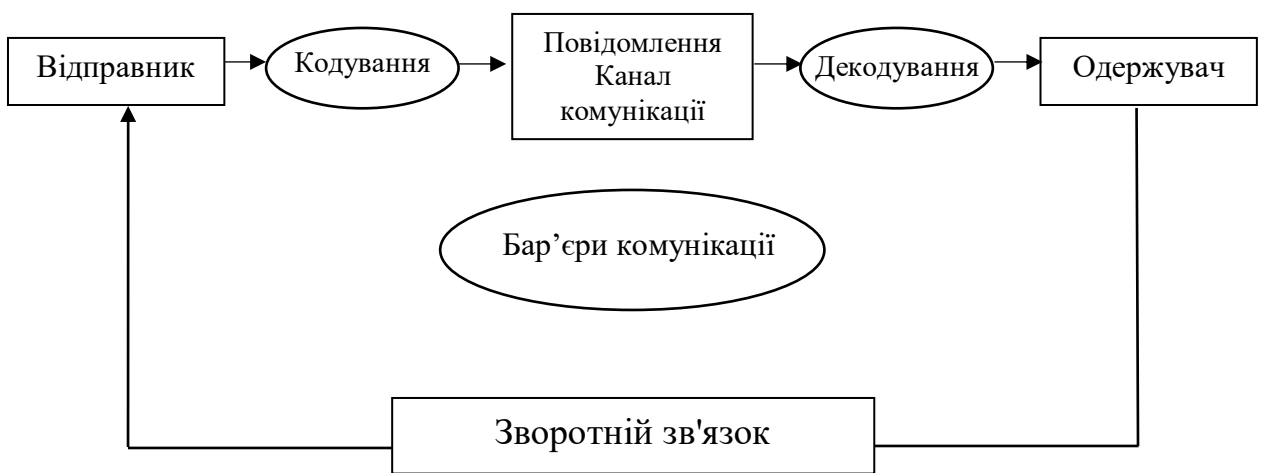 Відправник
Кодування
Повідомлення
Канал
комунікації
Декодування
Одержувач
Бар’єри комунікації
Зворотній зв'язок